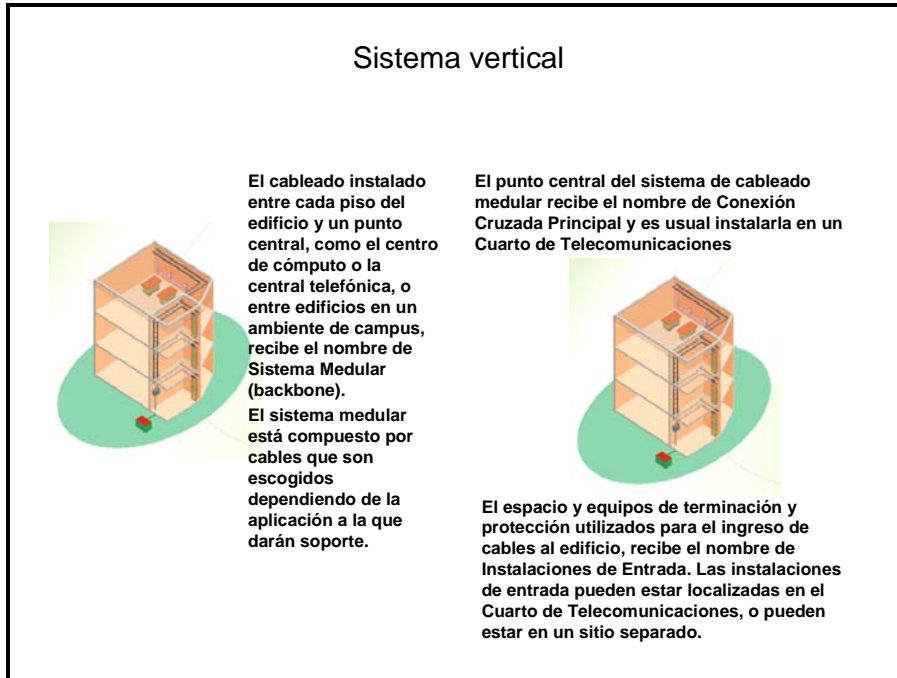 Sistema vertical
El cableado instalado
entre cada piso del
edificio y un punto
central, como el centro
de cómputo o la
central telefónica, o
entre edificios en un
ambiente de campus,
recibe el nombre de
Sistema Medular
(backbone).
El sistema medular
está compuesto por
cables que son
escogidos
dependiendo de la
aplicación a la que
darán soporte.
El punto central del sistema de cableado
medular recibe el nombre de Conexión
Cruzada Principal y es usual instalarla en un
Cuarto de Telecomunicaciones
El espacio y equipos de terminación y
protección utilizados para el ingreso de
cables al edificio, recibe el nombre de
Instalaciones de Entrada. Las instalaciones
de entrada pueden estar localizadas en el
Cuarto de Telecomunicaciones, o pueden
estar en un sitio separado.